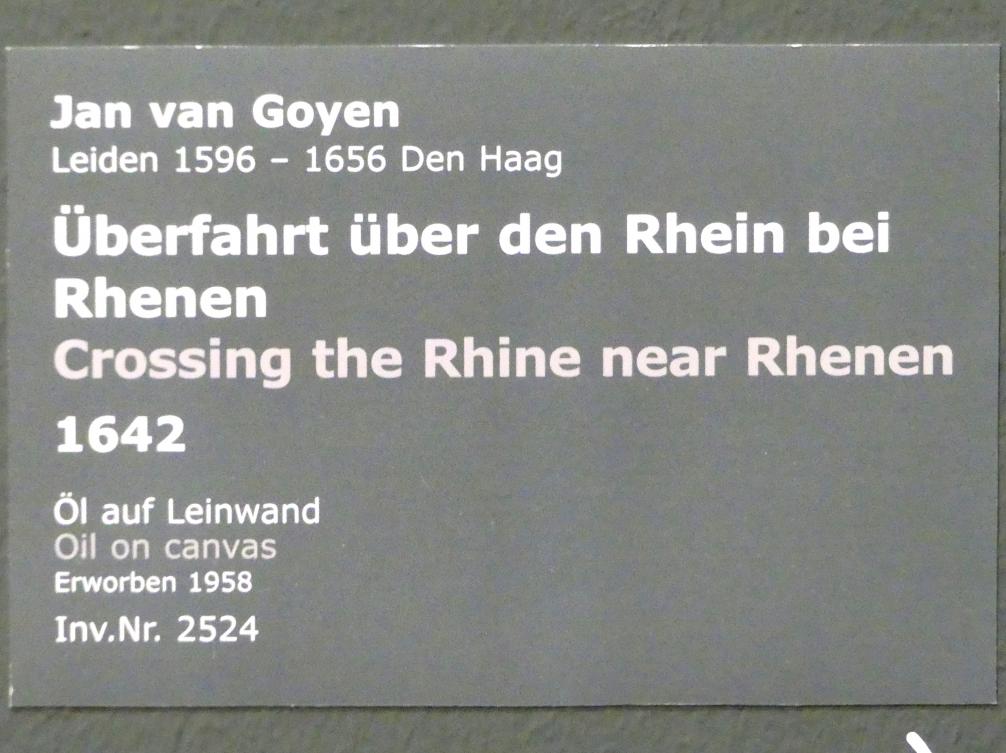 Jan van Goyen
Leiden 1596 – 1656 Den Haag
Überfahrt über den Rhein bei
Rhenen
Crossing the Rhine near Rhenen
1642
Öl auf Leinwand
Oil on canvas
Erworben 1958
Inv.Nr. 2524